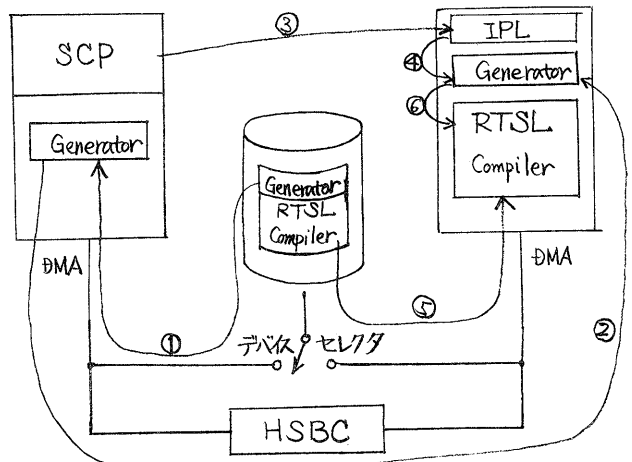 SCP
③
IPL
④
Generator
⑥
RTSL
Compiler
Generator
Generator
RTSL
Compiler
DMA
DMA
①
⑤
②
デバイス セレクタ
HSBC